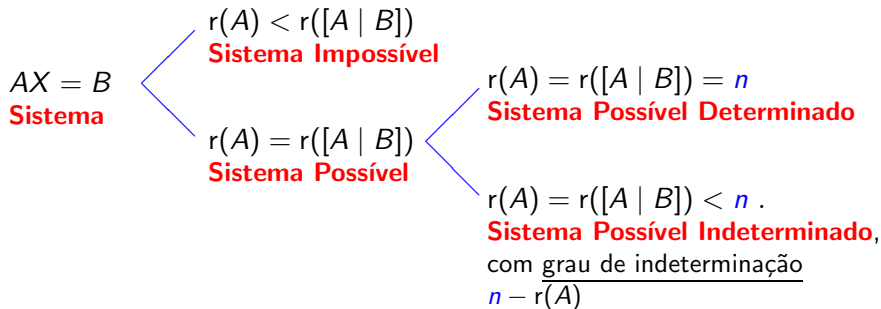 AX = B
Sistema
r(A) < r([A | B])
Sistema Impossível
r(A) = r([A | B])
Sistema Possível
r(A) = r([A | B]) = n
Sistema Possível Determinado
r(A) = r([A | B]) < n .
Sistema Possível Indeterminado,
com grau de indeterminação
n − r(A)